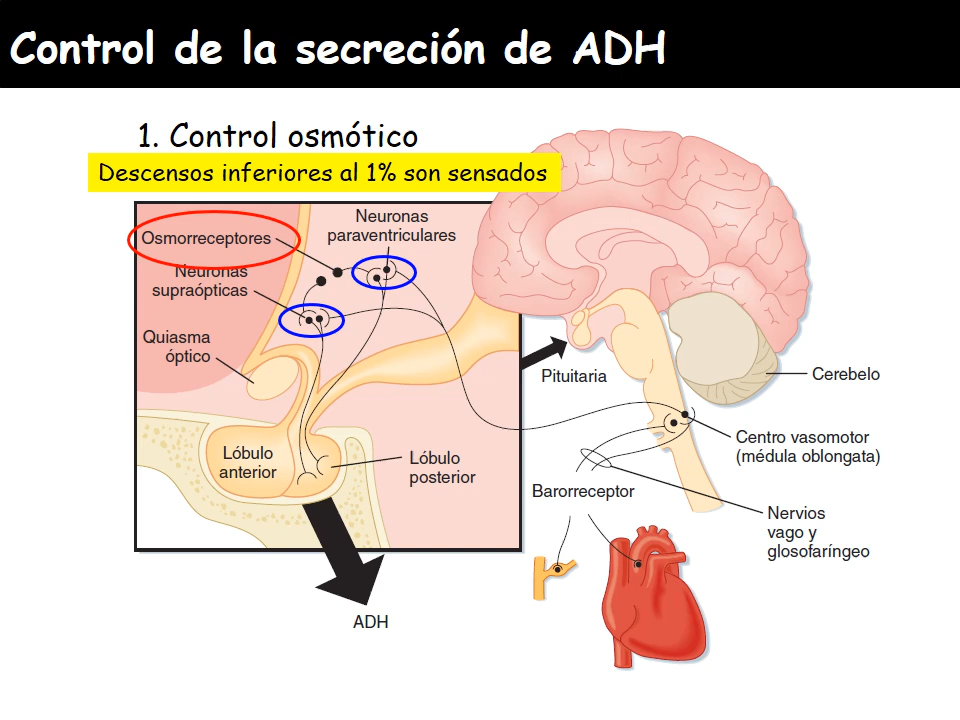 Control de la secreción de ADH
1. Control osmótico
Descensos inferiores al 1% son sensados
Neuronas
paraventriculares
Osmorreceptores
Neuronas
supraópticas
Quiasma
óptico
Pituitaria
Cerebelo
Lóbulo
anterior
Lóbulo
posterior
Centro vasomotor
(médula oblongata)
Barorreceptor
Nervios
vago y
glosofaríngeo
ADH